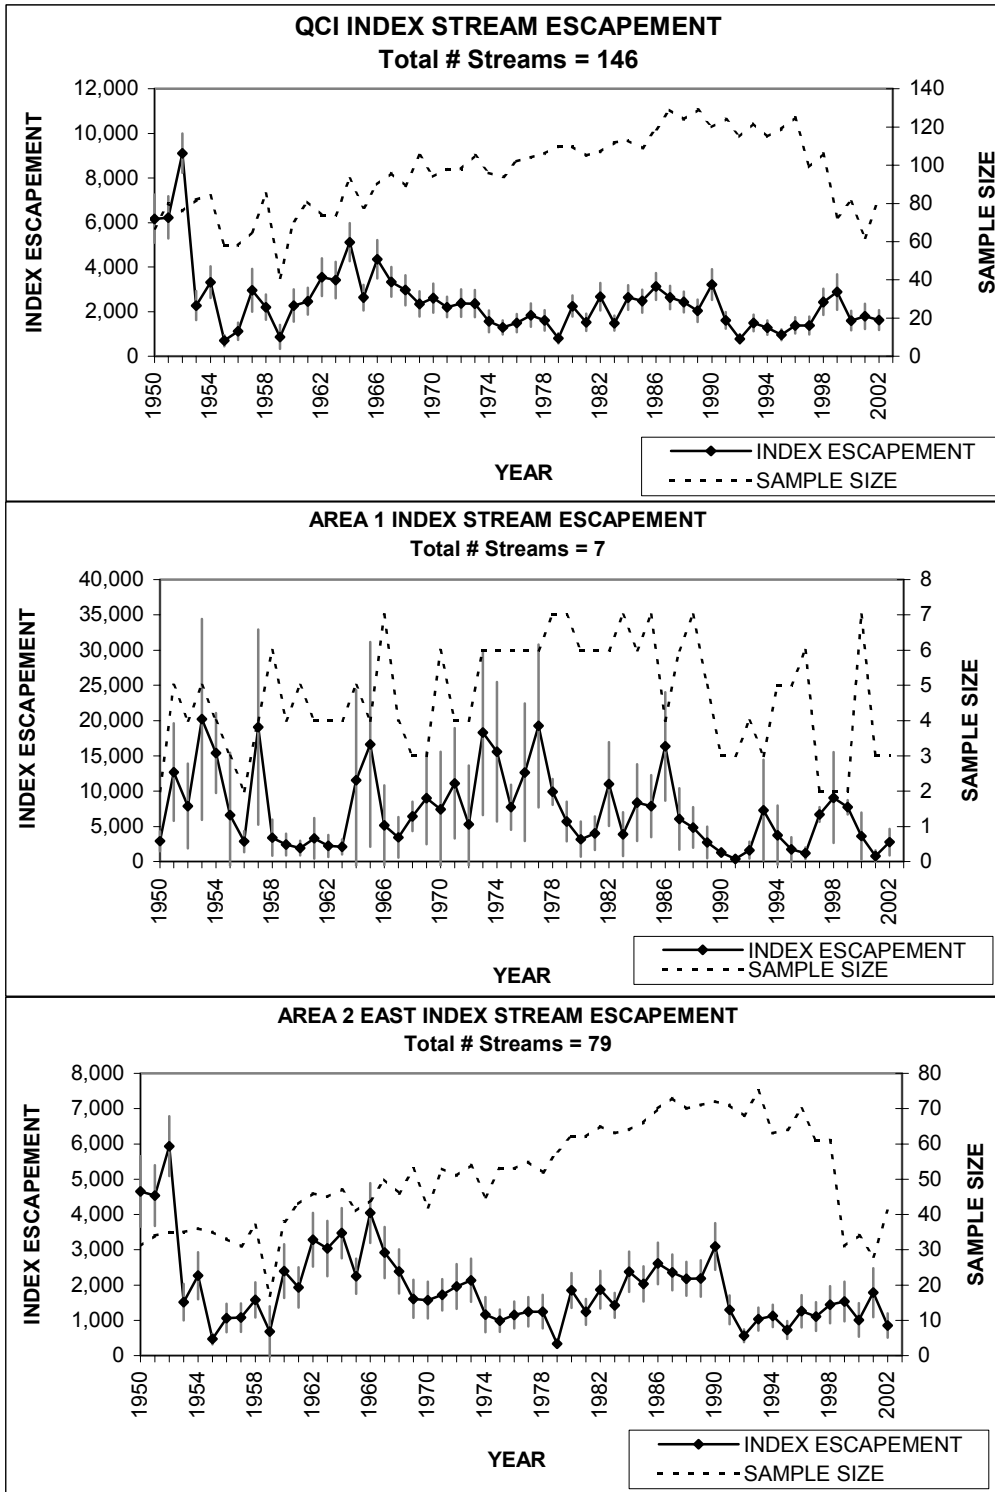 QCI INDEX STREAM ESCAPEMENT
Total # Streams = 146
INDEX ESCAPEMENT
12,000
10,000
8,000
6,000
4,000
2,000
0
140
120
100
80
60
40
20
0
SAMPLE SIZE
1950 1954 1958 1962 1966 1970 1974 1978 1982 1986 1990 1994 1998 2002
YEAR
INDEX ESCAPEMENT
SAMPLE SIZE
AREA 1 INDEX STREAM ESCAPEMENT
Total # Streams = 7
INDEX ESCAPEMENT
40,000
35,000
30,000
25,000
20,000
15,000
10,000
5,000
0
8
7
6
5
4
3
2
1
0
SAMPLE SIZE
1950 1954 1958 1962 1966 1970 1974 1978 1982 1986 1990 1994 1998 2002
YEAR
INDEX ESCAPEMENT
SAMPLE SIZE
AREA 2 EAST INDEX STREAM ESCAPEMENT
Total # Streams = 79
INDEX ESCAPEMENT
8,000
7,000
6,000
5,000
4,000
3,000
2,000
1,000
0
80
70
60
50
40
30
20
10
0
SAMPLE SIZE
1950 1954 1958 1962 1966 1970 1974 1978 1982 1986 1990 1994 1998 2002
YEAR
INDEX ESCAPEMENT
SAMPLE SIZE